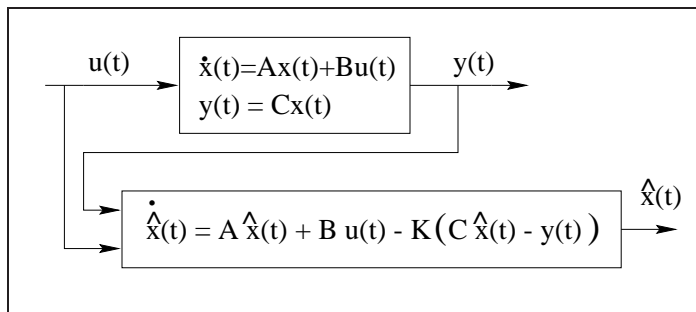 u(t)
ẋ(t)=Ax(t)+Bu(t)
y(t) = Cx(t)
y(t)
x̂̇(t) = A x̂(t) + B u(t) - K(C x̂(t) - y(t) )
x̂(t)